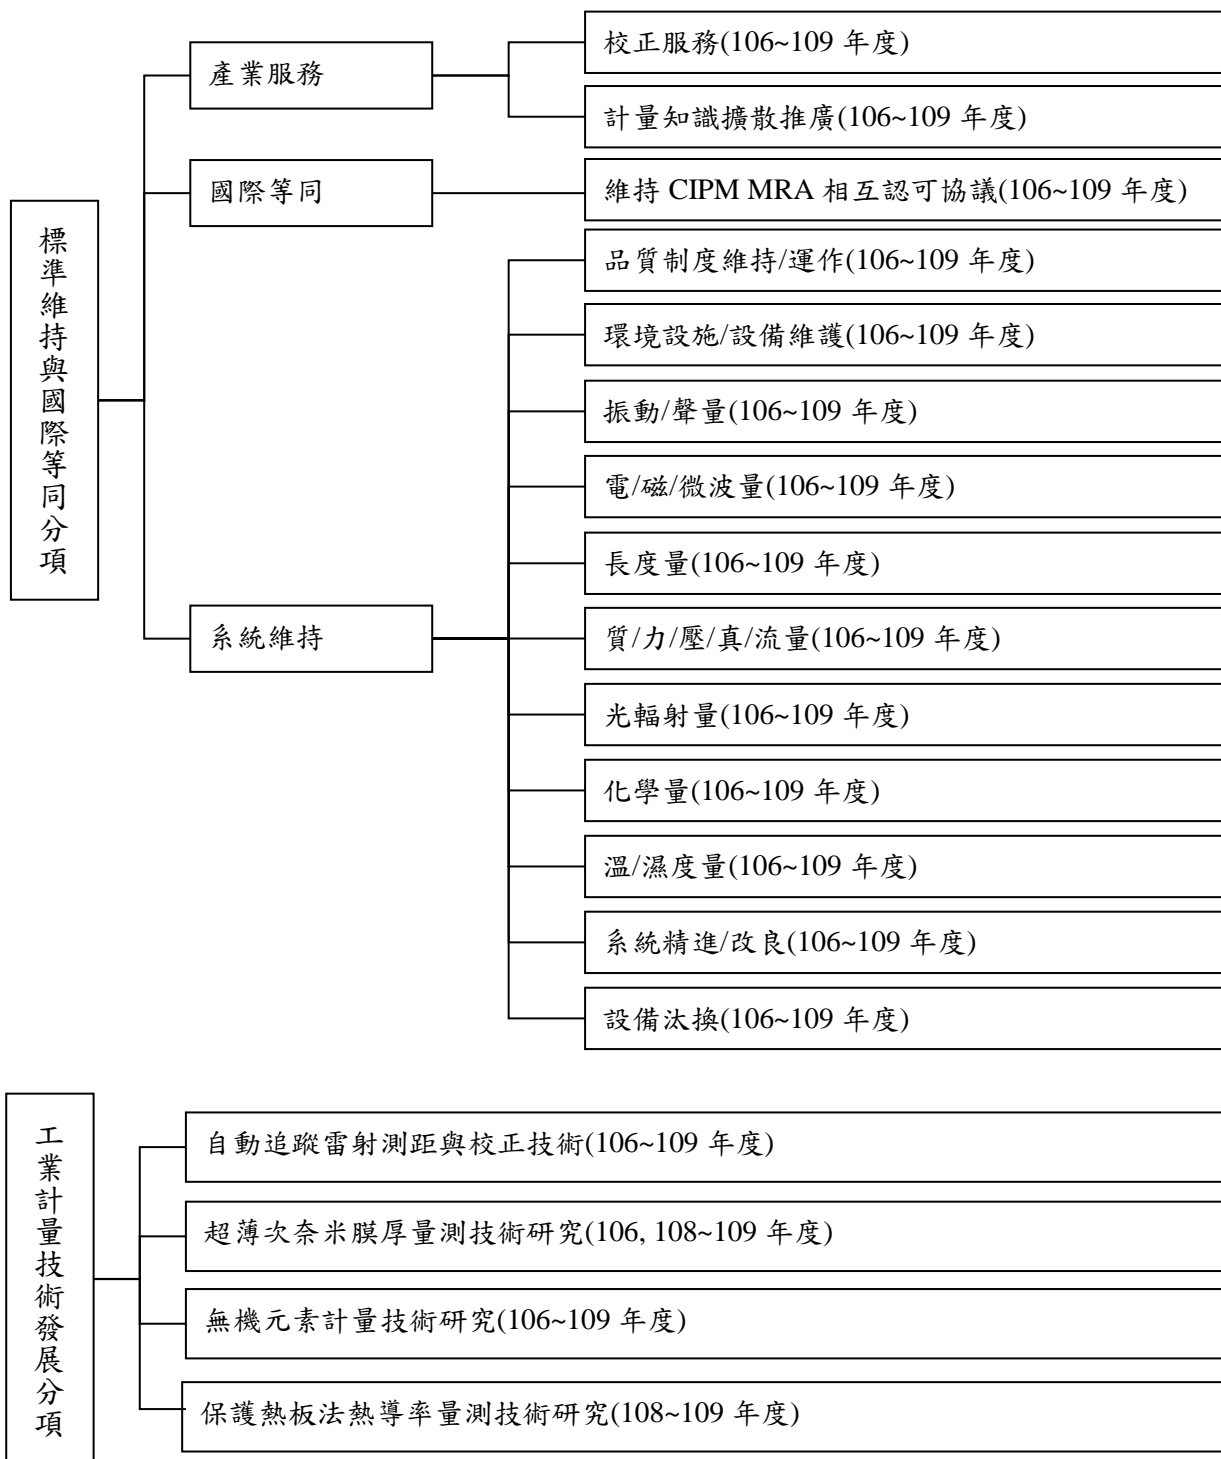 標準維持與國際等同分項
產業服務
校正服務(106~109 年度)
計量知識擴散推廣(106~109 年度)
國際等同
維持 CIPM MRA 相互認可協議(106~109 年度)
系統維持
品質制度維持/運作(106~109 年度)
環境設施/設備維護(106~109 年度)
振動/聲量(106~109 年度)
電/磁/微波量(106~109 年度)
長度量(106~109 年度)
質/力/壓/真/流量(106~109 年度)
光輻射量(106~109 年度)
化學量(106~109 年度)
溫/濕度量(106~109 年度)
系統精進/改良(106~109 年度)
設備汰換(106~109 年度)
工業計量技術發展分項
自動追蹤雷射測距與校正技術(106~109 年度)
超薄次奈米膜厚量測技術研究(106, 108~109 年度)
無機元素計量技術研究(106~109 年度)
保護熱板法熱導率量測技術研究(108~109 年度)